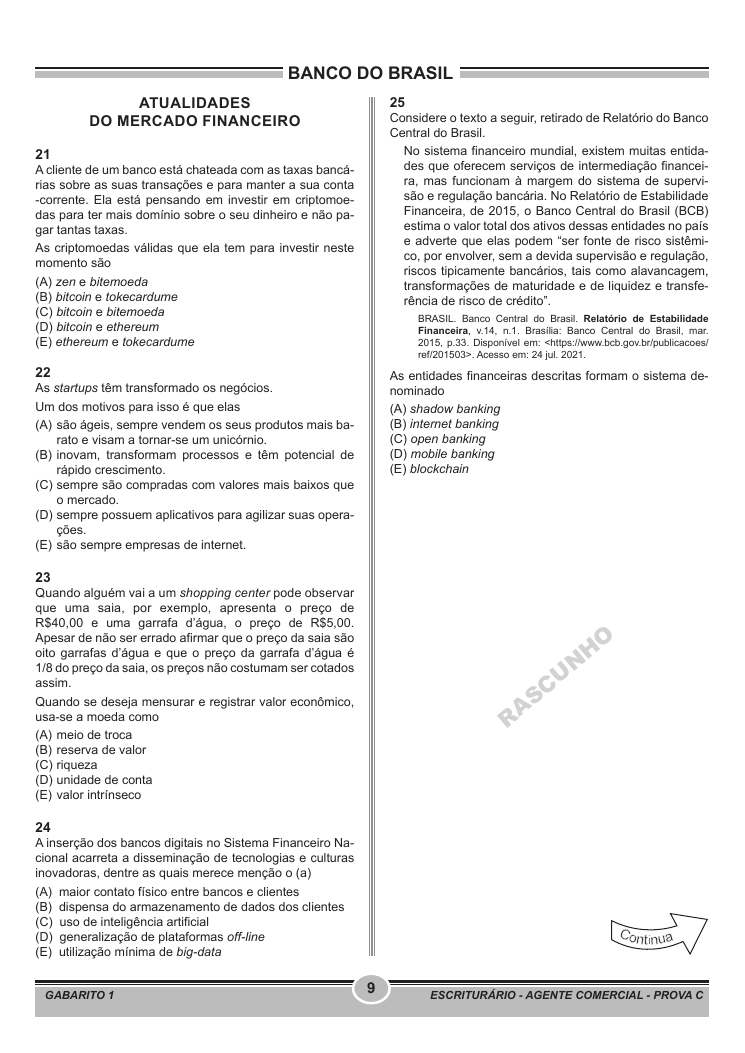 BANCO DO BRASIL
ATUALIDADES
DO MERCADO FINANCEIRO
21
A cliente de um banco está chateada com as taxas bancá-
rias sobre as suas transações e para manter a sua conta
-corrente. Ela está pensando em investir em criptomoe-
das para ter mais domínio sobre o seu dinheiro e não pa-
gar tantas taxas.
As criptomoedas válidas que ela tem para investir neste
momento são
(A) zen e bitemoeda
(B) bitcoin e tokecardume
(C) bitcoin e bitemoeda
(D) bitcoin e ethereum
(E) ethereum e tokecardume
22
As startups têm transformado os negócios.
Um dos motivos para isso é que elas
(A) são ágeis, sempre vendem os seus produtos mais ba-
rato e visam a tornar-se um unicórnio.
(B) inovam, transformam processos e têm potencial de
rápido crescimento.
(C) sempre são compradas com valores mais baixos que
o mercado.
(D) sempre possuem aplicativos para agilizar suas opera-
ções.
(E) são sempre empresas de internet.
23
Quando alguém vai a um shopping center pode observar
que uma saia, por exemplo, apresenta o preço de
R$40,00 e uma garrafa d’água, o preço de R$5,00.
Apesar de não ser errado afirmar que o preço da saia são
oito garrafas d’água e que o preço da garrafa d’água é
1/8 do preço da saia, os preços não costumam ser cotados
assim.
Quando se deseja mensurar e registrar valor econômico,
usa-se a moeda como
(A) meio de troca
(B) reserva de valor
(C) riqueza
(D) unidade de conta
(E) valor intrínseco
24
A inserção dos bancos digitais no Sistema Financeiro Na-
cional acarreta a disseminação de tecnologias e culturas
inovadoras, dentre as quais merece menção o (a)
(A) maior contato físico entre bancos e clientes
(B) dispensa do armazenamento de dados dos clientes
(C) uso de inteligência artificial
(D) generalização de plataformas off-line
(E) utilização mínima de big-data
25
Considere o texto a seguir, retirado de Relatório do Banco
Central do Brasil.
No sistema financeiro mundial, existem muitas entida-
des que oferecem serviços de intermediação financei-
ra, mas funcionam à margem do sistema de supervi-
são e regulação bancária. No Relatório de Estabilidade
Financeira, de 2015, o Banco Central do Brasil (BCB)
estima o valor total dos ativos dessas entidades no país
e adverte que elas podem “ser fonte de risco sistêmi-
co, por envolver, sem a devida supervisão e regulação,
riscos tipicamente bancários, tais como alavancagem,
transformações de maturidade e de liquidez e transfe-
rência de risco de crédito”.
BRASIL. Banco Central do Brasil. Relatório de Estabilidade
Financeira, v.14, n.1. Brasília: Banco Central do Brasil, mar.
2015, p.33. Disponível em: <https://www.bcb.gov.br/publicacoes/
ref/201503>. Acesso em: 24 jul. 2021.
As entidades financeiras descritas formam o sistema de-
nominado
(A) shadow banking
(B) internet banking
(C) open banking
(D) mobile banking
(E) blockchain
RASCUNHO
Continua
GABARITO 1
9
ESCRITURÁRIO - AGENTE COMERCIAL - PROVA C